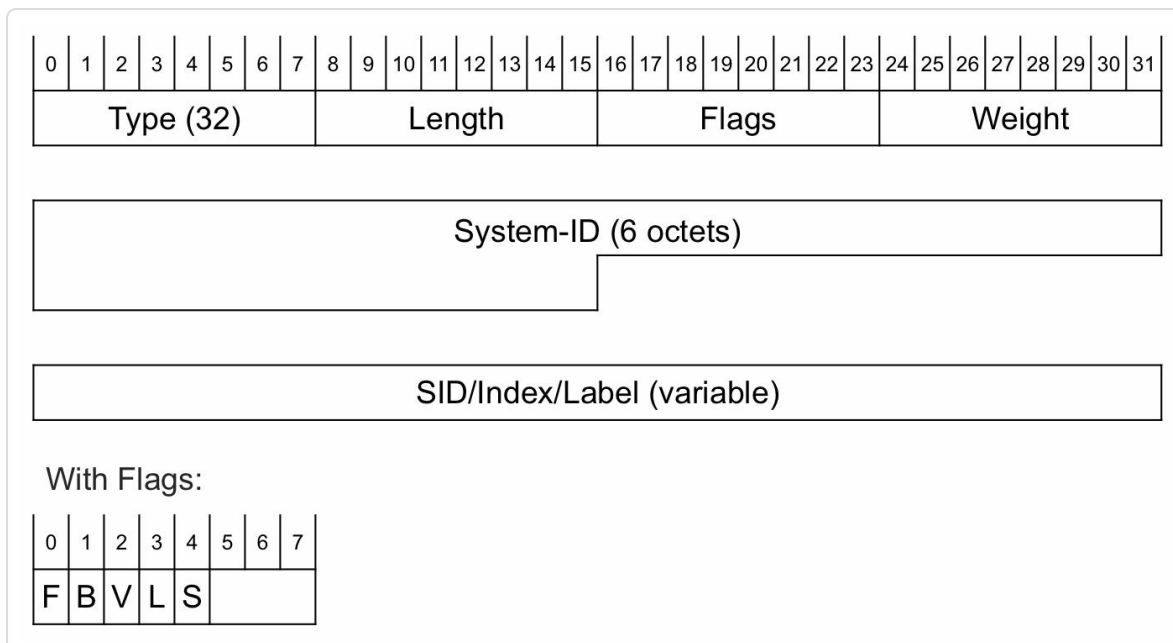 0 1 2 3 4 5 6 7 8 9 10 11 12 13 14 15 16 17 18 19 20 21 22 23 24 25 26 27 28 29 30 31
Type (32) Length Flags Weight
System-ID (6 octets)
SID/Index/Label (variable)
With Flags:
0 1 2 3 4 5 6 7
F B V L S